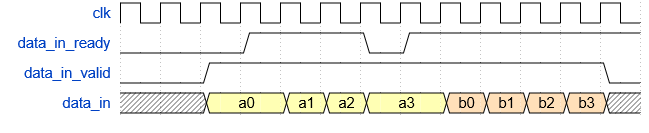 clk
data_in_ready
data_in_valid
data_in a0 a1 a2 a3 b0 b1 b2 b3